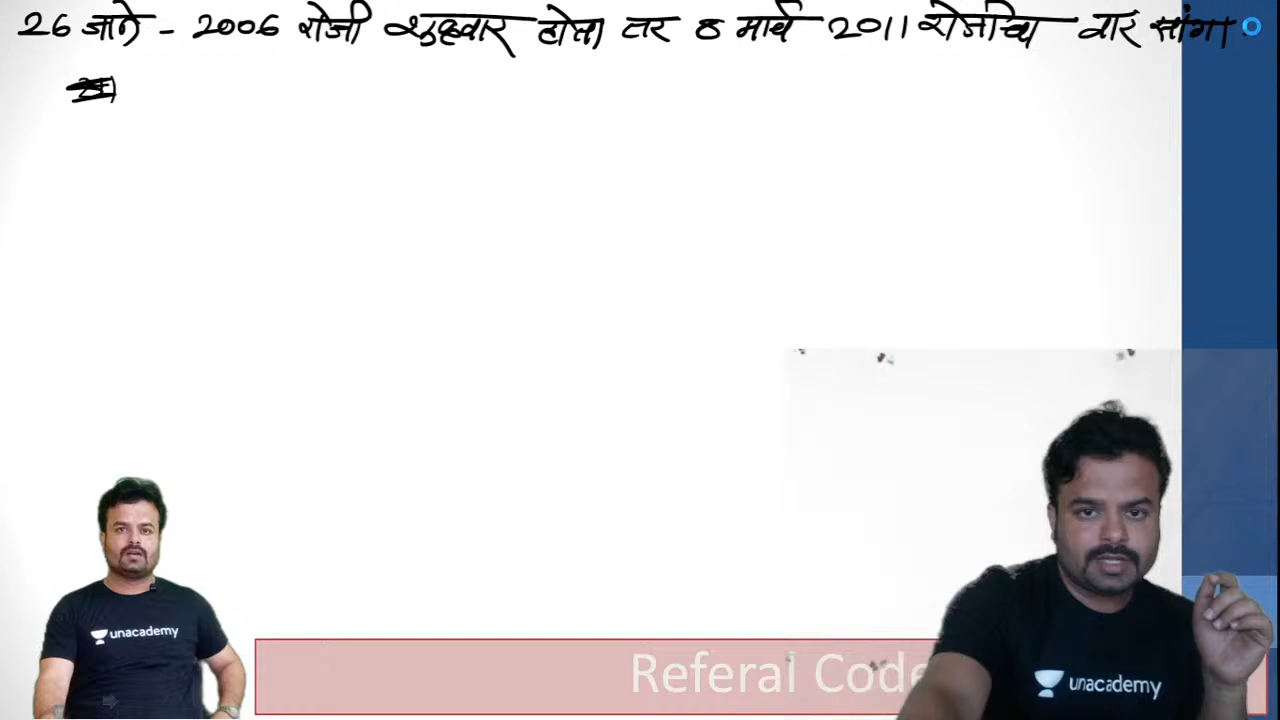 26 जाने - 2006 रोजी शुक्रवार होता तर 8 मार्च 2011 रोजीचा वार सांगा
unacademy
unacademy
Referal Code